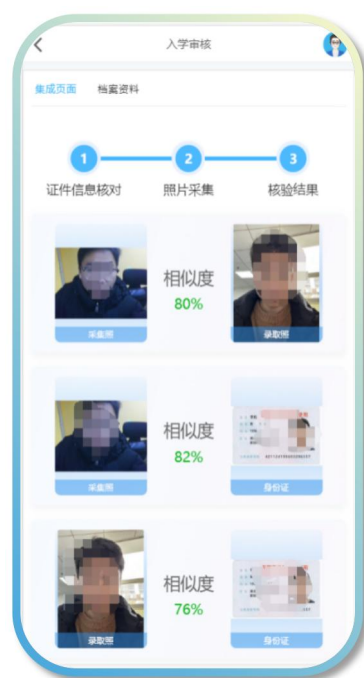 入学审核
集成页面 档案资料
1 2 3
证件信息核对 照片采集 核验结果
相似度
80%
采集照 录取照
相似度
82%
采集照 身份证
相似度
76%
录取照 身份证